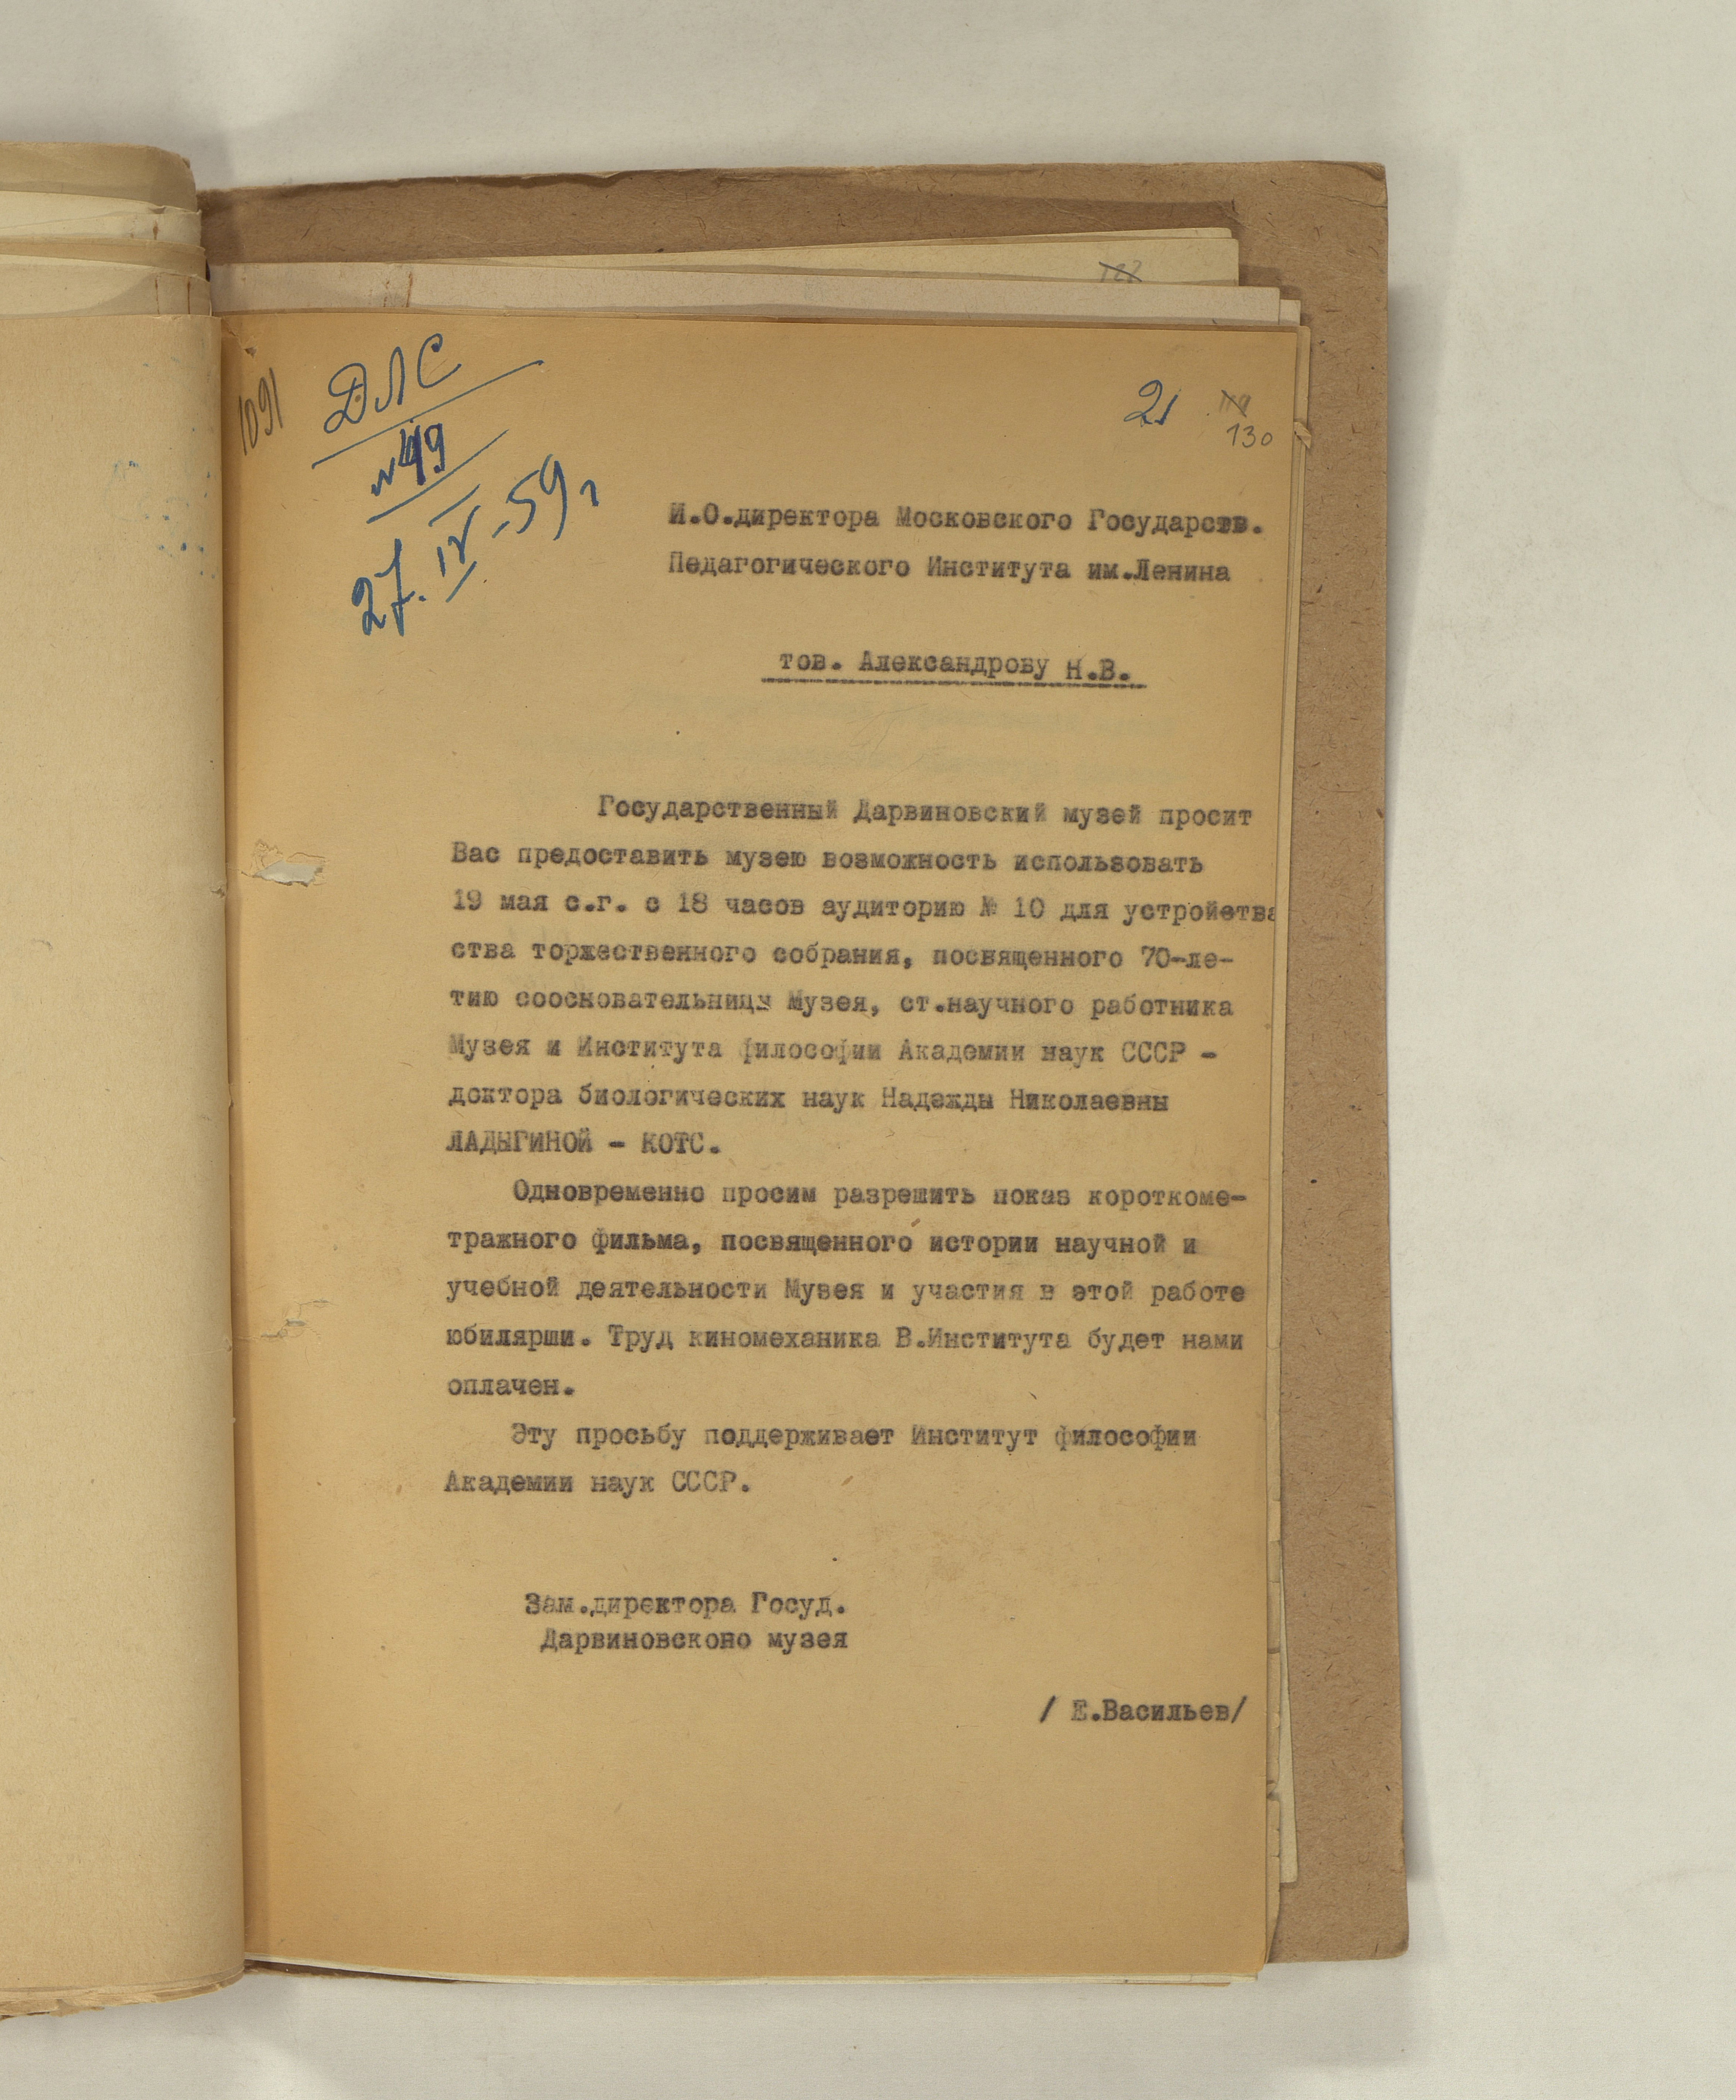 127
1091
ДЛС
№49
27.IV-59г
21
119
130
И.О.директора Московского Государств.
Педагогического Института им.Ленина
тов. Александрову Н.В.
Государственный Дарвиновский музей просит
Вас предоставить музею возможность использовать
19 мая с.г. с 18 часов аудиторию № 10 для устройства
ства торжественного собрания, посвященного 70-ле-
тию сооснователь­ницы Музея, ст.научного работника
Музея и Института философии Академии наук СССР -
доктора биологических наук Надежды Николаевны
ЛАДЫГИНОЙ - КОТС.
Одновременно просим разрешить показ короткоме-
тражного фильма, посвященного истории научной и
учебной деятельности Музея и участия в этой работе
юбилярши. Труд киномеханика В.Института будет нами
оплачен.
Эту просьбу поддерживает Институт философии
Академии наук СССР.
Зам.директора Госуд.
Дарвиновсконо музея
/ Е.Васильев/